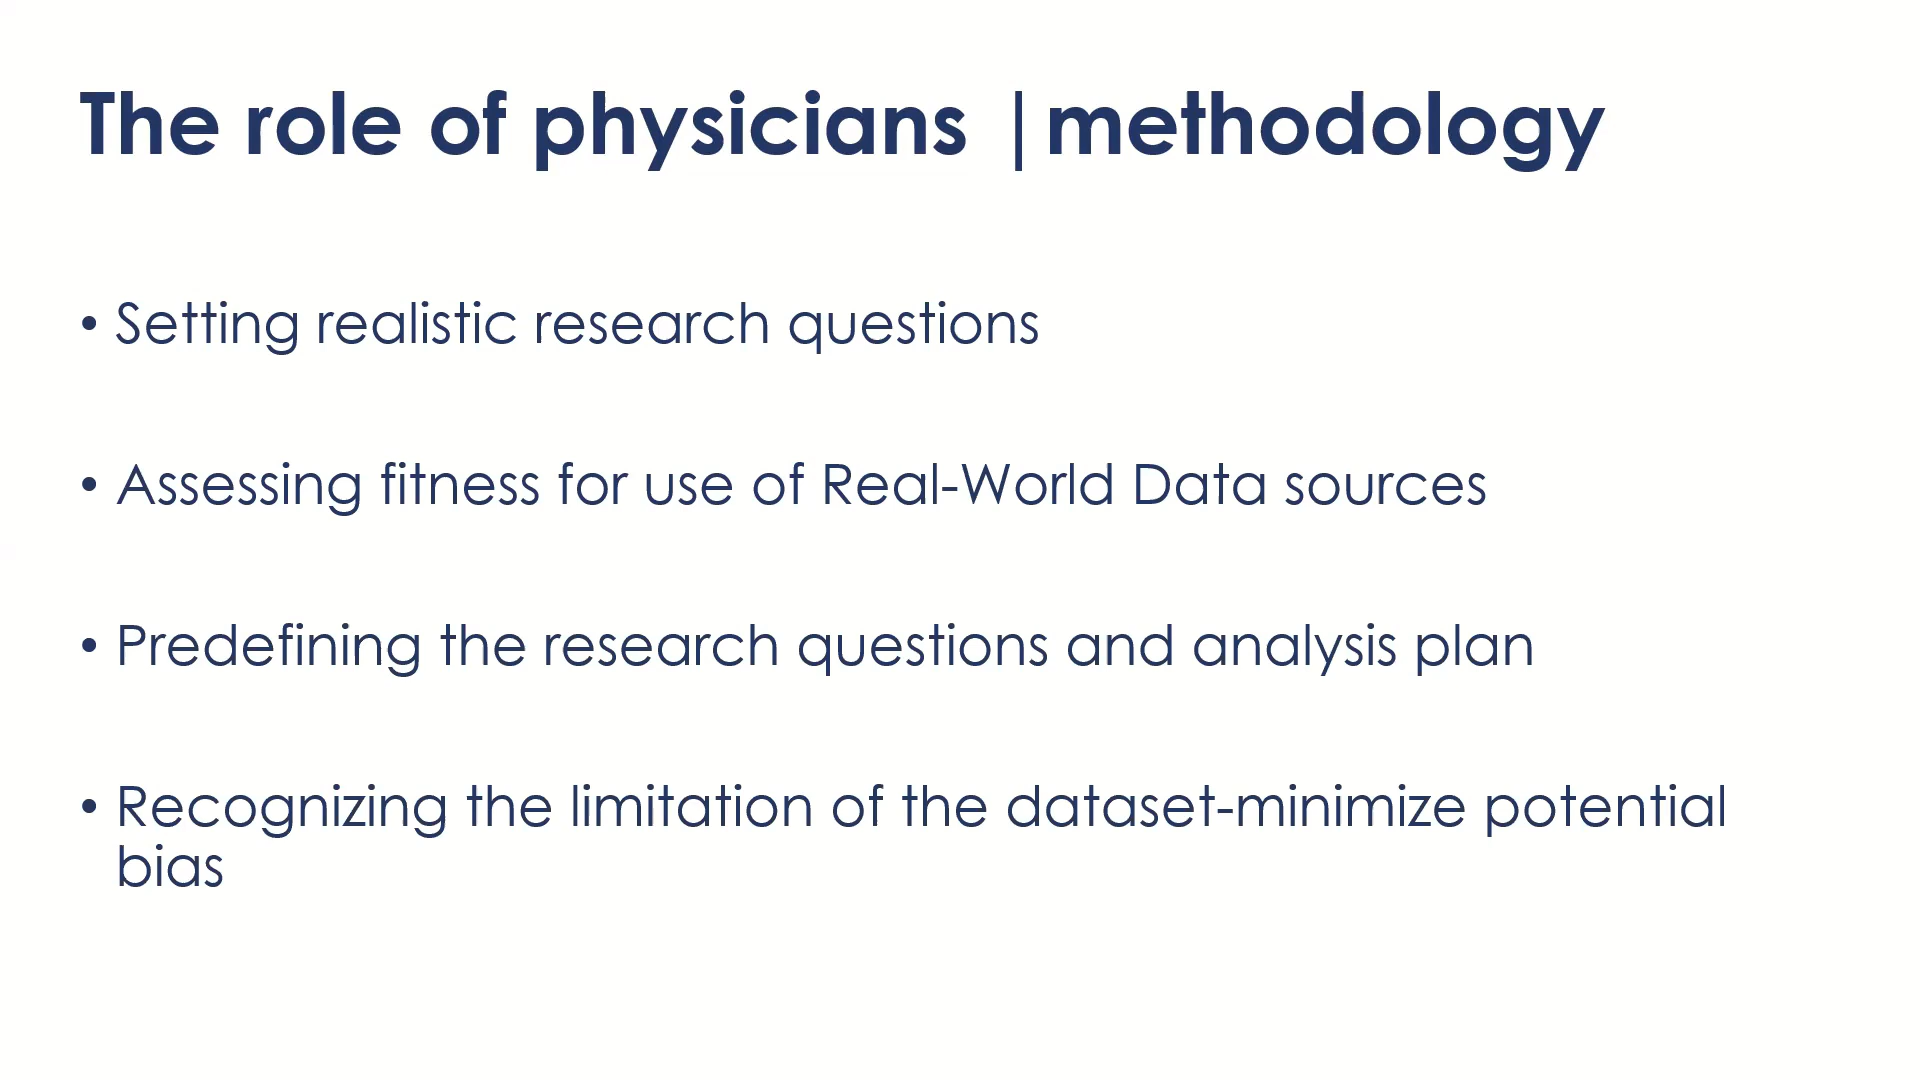 The role of physicians |methodology
• Setting realistic research questions
• Assessing fitness for use of Real-World Data sources
• Predefining the research questions and analysis plan
• Recognizing the limitation of the dataset-minimize potential
bias